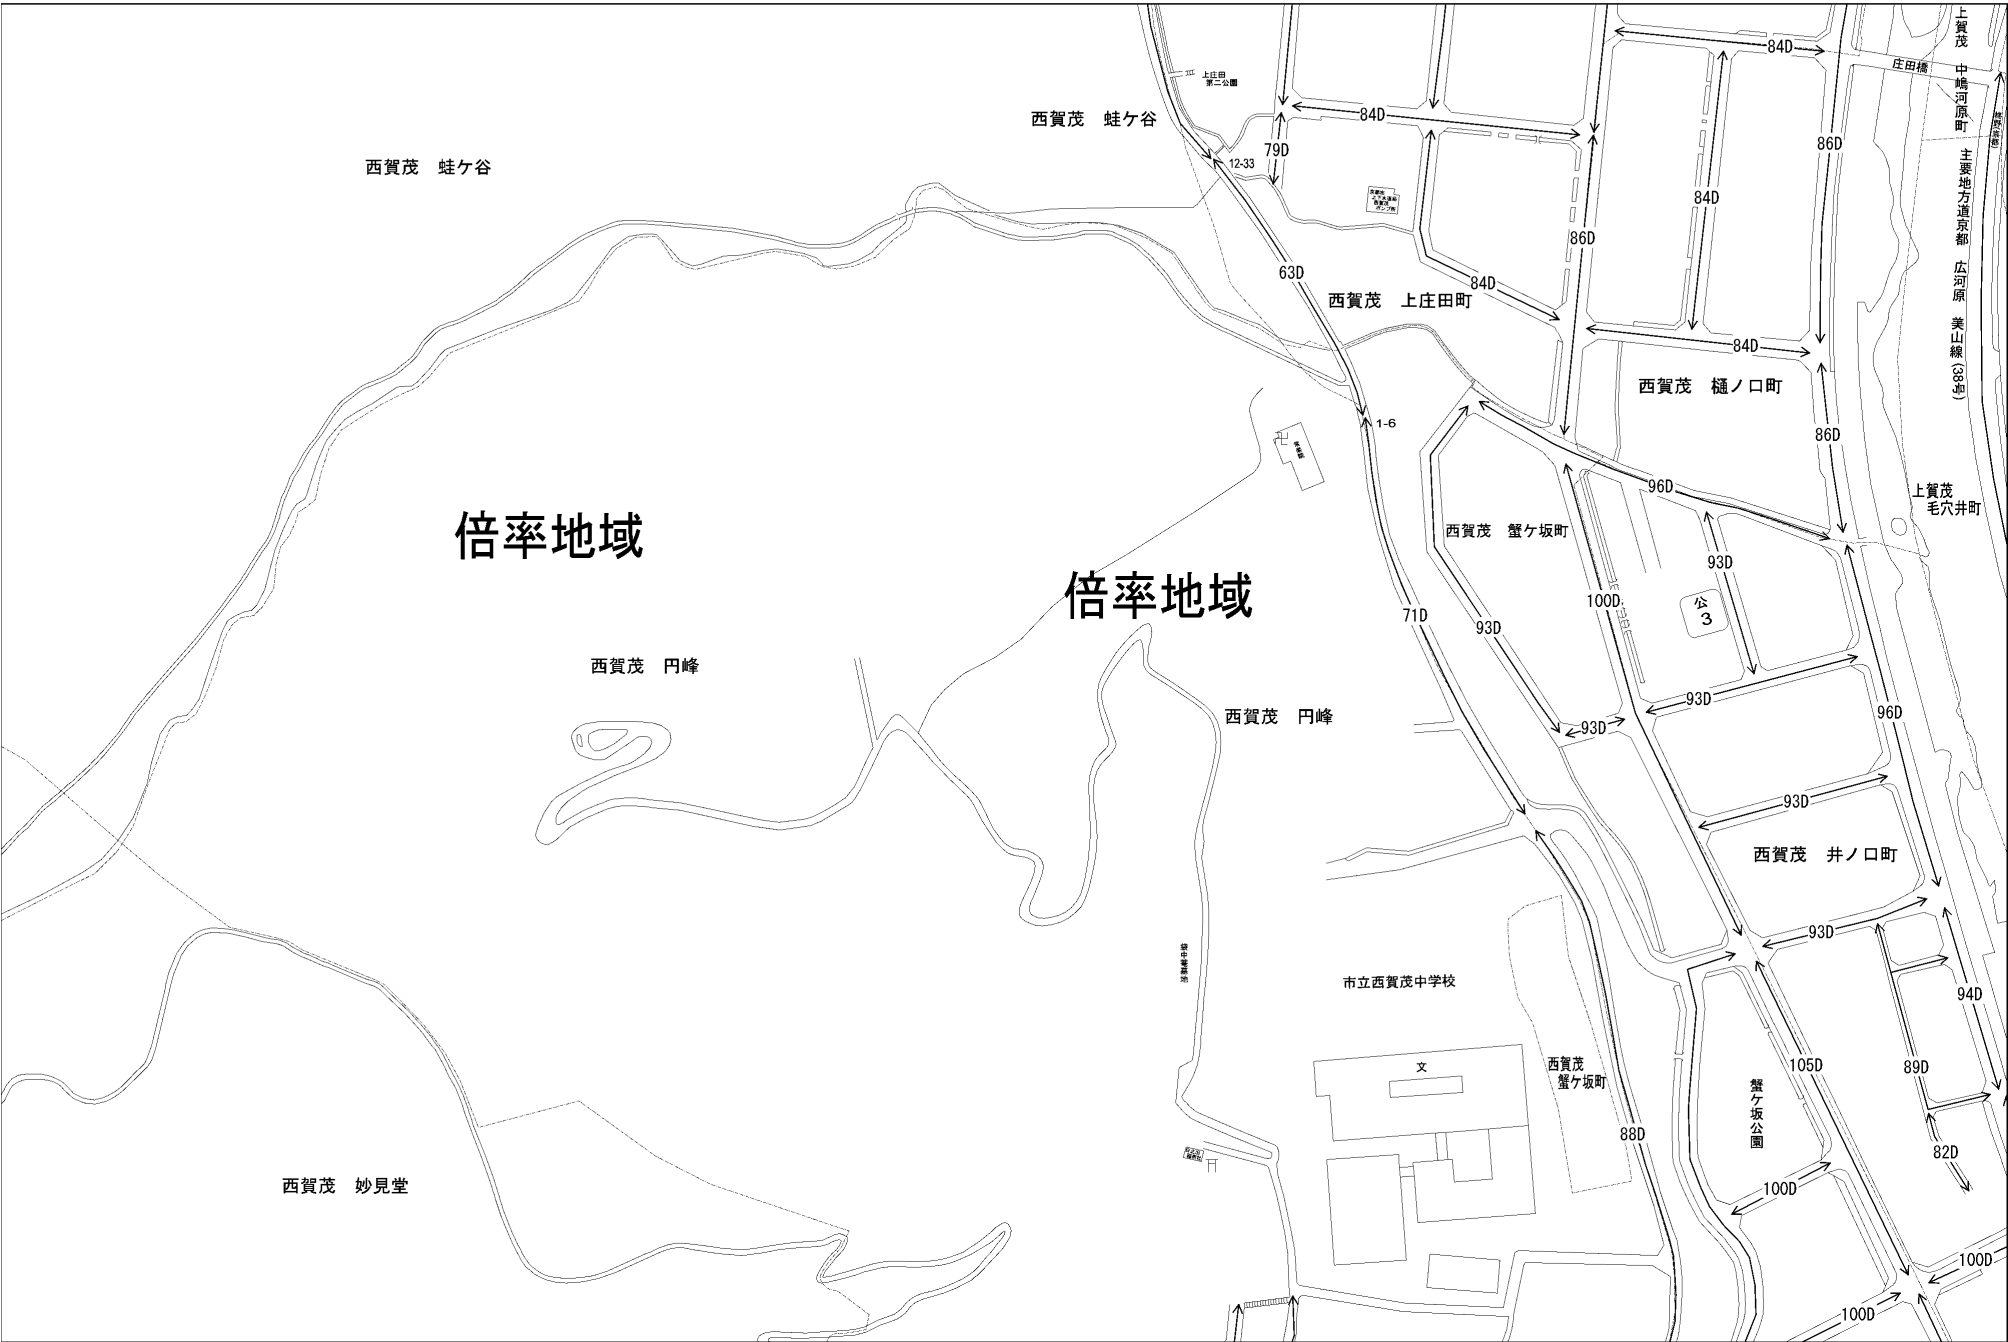 上賀茂　中嶋河原町
主要地方道京都　広河原　美山線(38号)
84D
庄田橋
上庄田
第二公園
84D
西賀茂　蛙ケ谷
西賀茂　蛙ケ谷
79D
12-33
86D
84D
86D
63D
84D
西賀茂　上庄田町
84D
西賀茂　樋ノ口町
1-6
86D
96D
上賀茂
毛穴井町
倍率地域
西賀茂　蟹ケ坂町
93D
倍率地域
100D
公
3
71D
93D
西賀茂　円峰
西賀茂　円峰
93D
93D
96D
93D
西賀茂　井ノ口町
93D
市立西賀茂中学校
94D
文
西賀茂
蟹ケ坂町
105D
89D
蟹ケ坂公園
88D
82D
西賀茂　妙見堂
100D
100D
100D